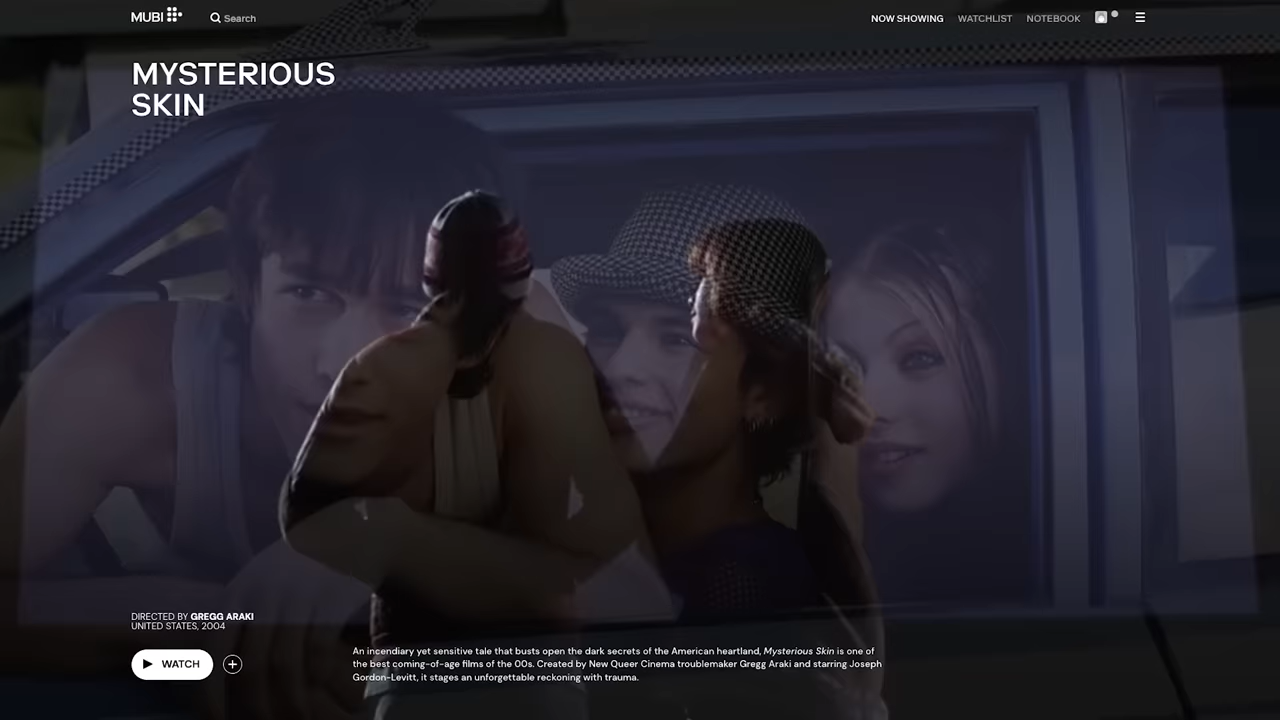 MUBI
Search
NOW SHOWING
WATCHLIST
NOTEBOOK
MYSTERIOUS
SKIN
DIRECTED BY GREGG ARAKI
UNITED STATES, 2004
WATCH
An incendiary yet sensitive tale that busts open the dark secrets of the American heartland, Mysterious Skin is one of
the best coming-of-age films of the 00s. Created by New Queer Cinema troublemaker Gregg Araki and starring Joseph
Gordon-Levitt, it stages an unforgettable reckoning with trauma.